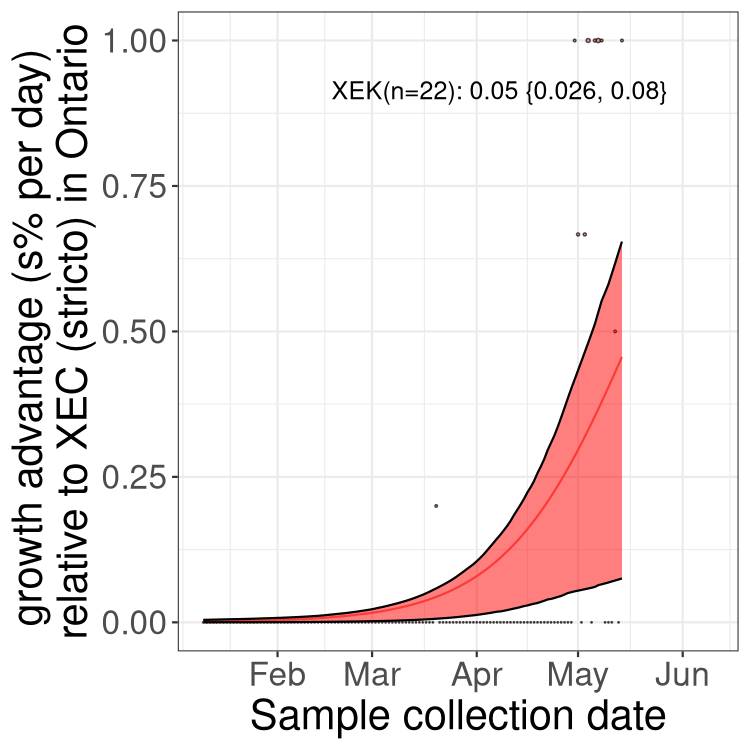 growth advantage (s% per day)
relative to XEC (stricto) in Ontario
1.00
XEK(n=22): 0.05 {0.026, 0.08}
0.75
0.50
0.25
0.00
Feb Mar Apr May Jun
Sample collection date